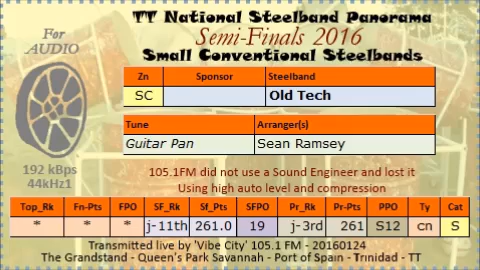 TT National Steelband Panorama
For
AUDIO
Semi-Finals 2016
Small Conventional Steelbands
Zn Sponsor Steelband
SC Old Tech
Tune Arranger(s)
Guitar Pan Sean Ramsey
192 kBps
44kHz1
105.1FM did not use a Sound Engineer and lost it
Using high auto level and compression
Top_Rk Fn-Pts FPO SF_Rk Sf_Pts SFPO Pr_Rk Pr-Pts PPO Ty Cat
* * * j-11th 261.0 19 j-3rd 261 S12 cn S
Transmitted live by 'Vibe City' 105.1 FM - 20160124
The Grandstand - Queen's Park Savannah - Port of Spain - Trinidad - TT